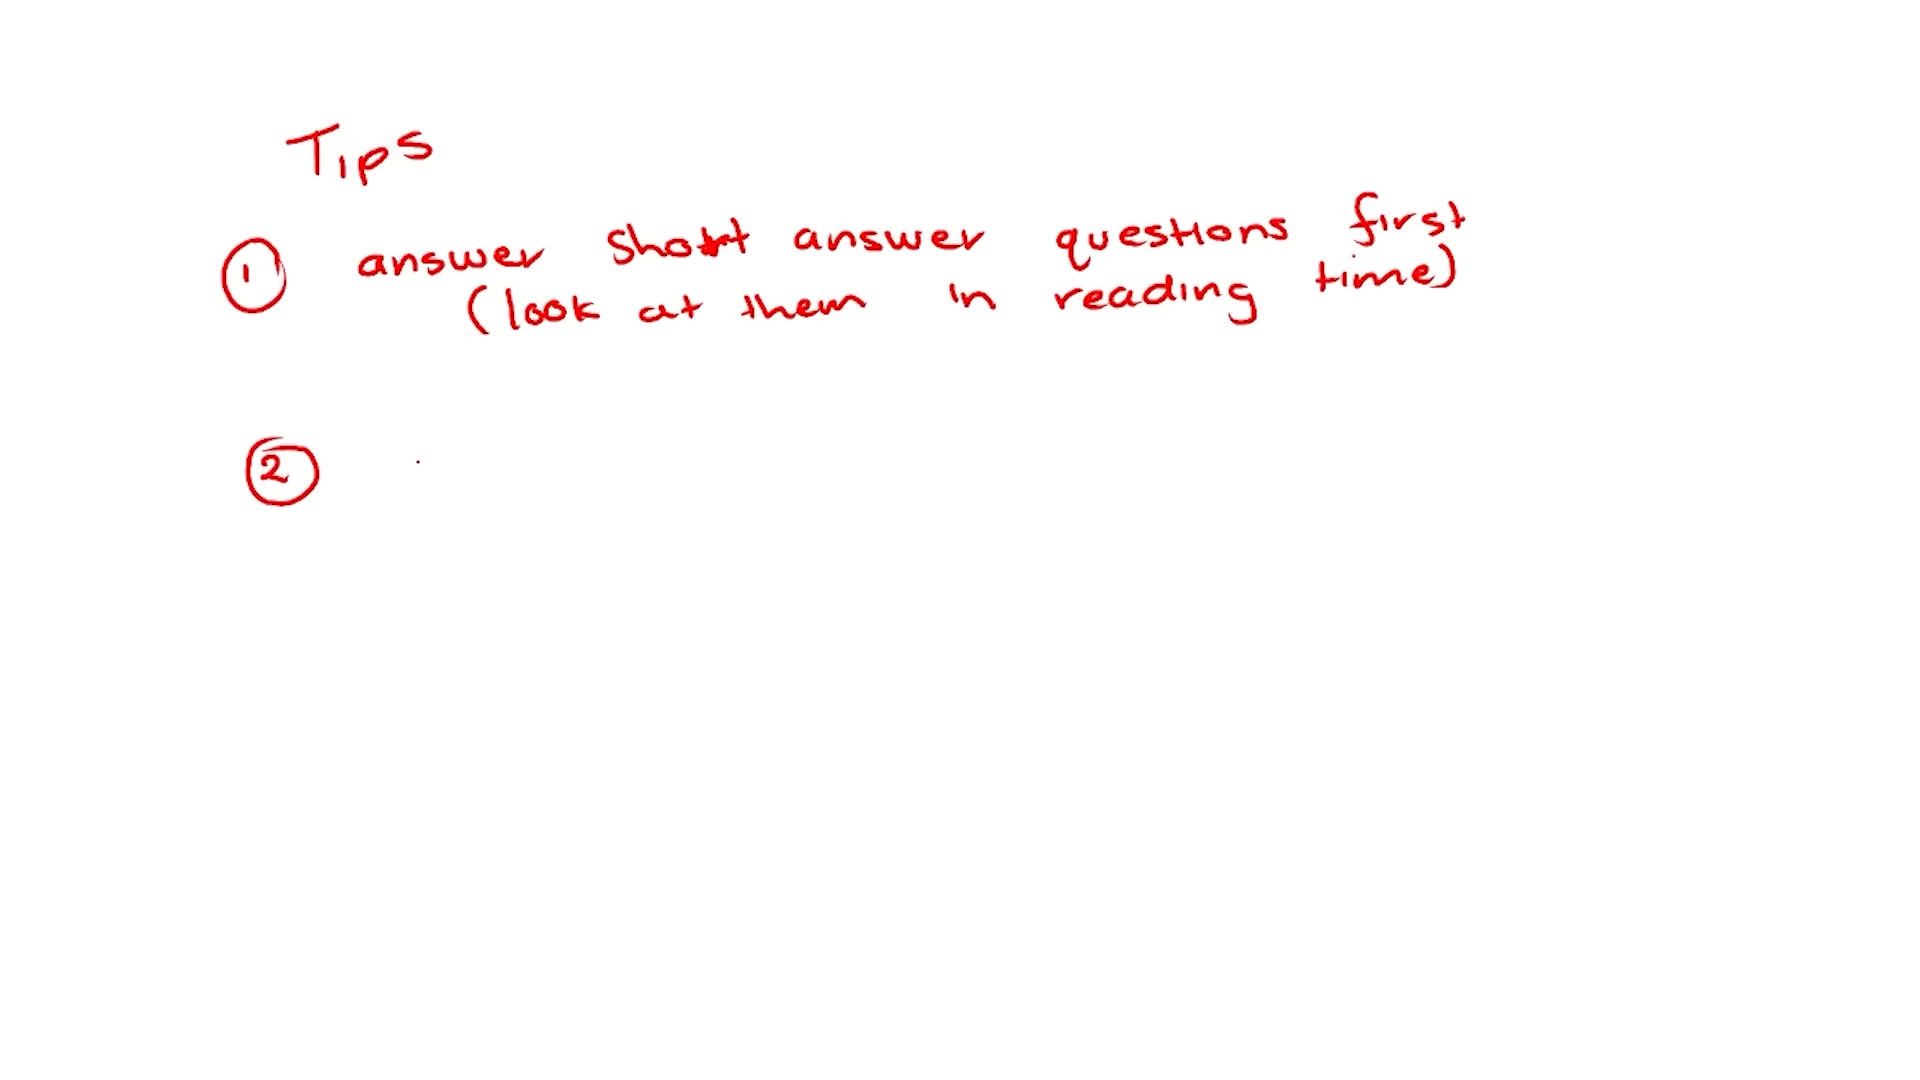 Tips
1 answer short answer questions first
(look at them in reading time)
2